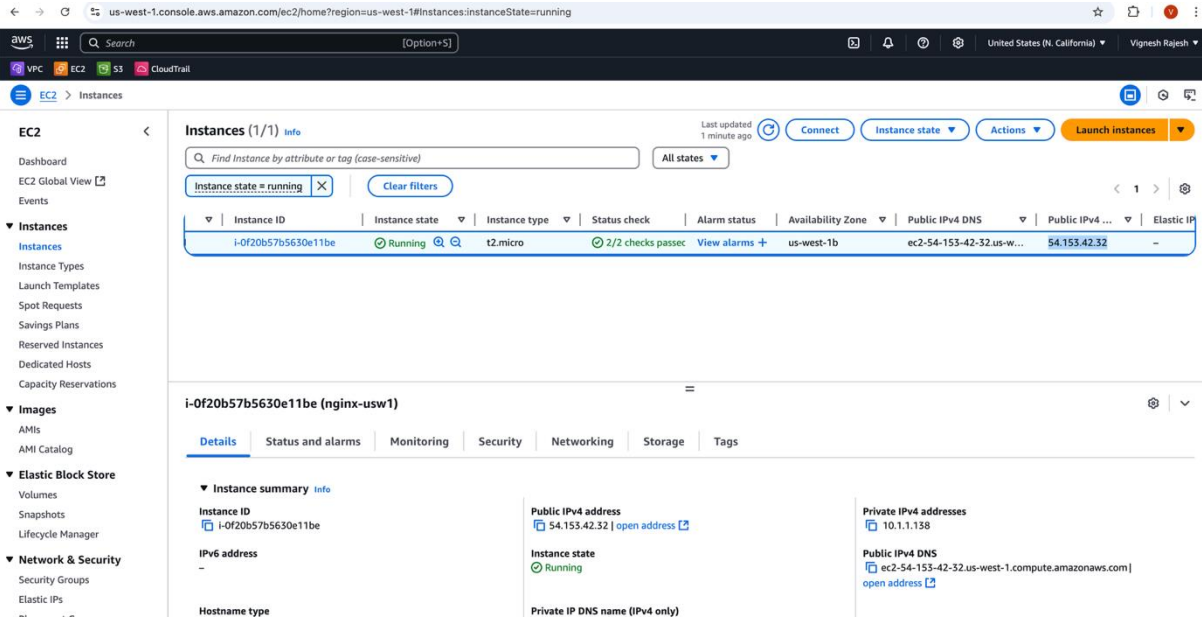 us-west-1.console.aws.amazon.com/ec2/home?region=us-west-1#Instances:instanceState=running
aws
Search
[Option+S]
United States (N. California)
Vignesh Rajesh
VPC EC2 S3 CloudTrail
EC2 > Instances
EC2
Dashboard
EC2 Global View
Events
Instances
Instances
Instance Types
Launch Templates
Spot Requests
Savings Plans
Reserved Instances
Dedicated Hosts
Capacity Reservations
Images
AMIs
AMI Catalog
Elastic Block Store
Volumes
Snapshots
Lifecycle Manager
Network & Security
Security Groups
Elastic IPs
Instances (1/1) Info
Last updated
1 minute ago
Connect
Instance state
Actions
Launch instances
Find Instance by attribute or tag (case-sensitive)
All states
Instance state = running
Clear filters
1
Instance ID Instance state Instance type Status check Alarm status Availability Zone Public IPv4 DNS Public IPv4 ... Elastic IP
i-0f20b57b5630e11be Running t2.micro 2/2 checks passec View alarms + us-west-1b ec2-54-153-42-32.us-w... 54.153.42.32 –
i-0f20b57b5630e11be (nginx-usw1)
Details Status and alarms Monitoring Security Networking Storage Tags
Instance summary Info
Instance ID
i-0f20b57b5630e11be
IPv6 address
–
Hostname type
Public IPv4 address
54.153.42.32 | open address
Instance state
Running
Private IP DNS name (IPv4 only)
Private IPv4 addresses
10.1.1.138
Public IPv4 DNS
ec2-54-153-42-32.us-west-1.compute.amazonaws.com |
open address